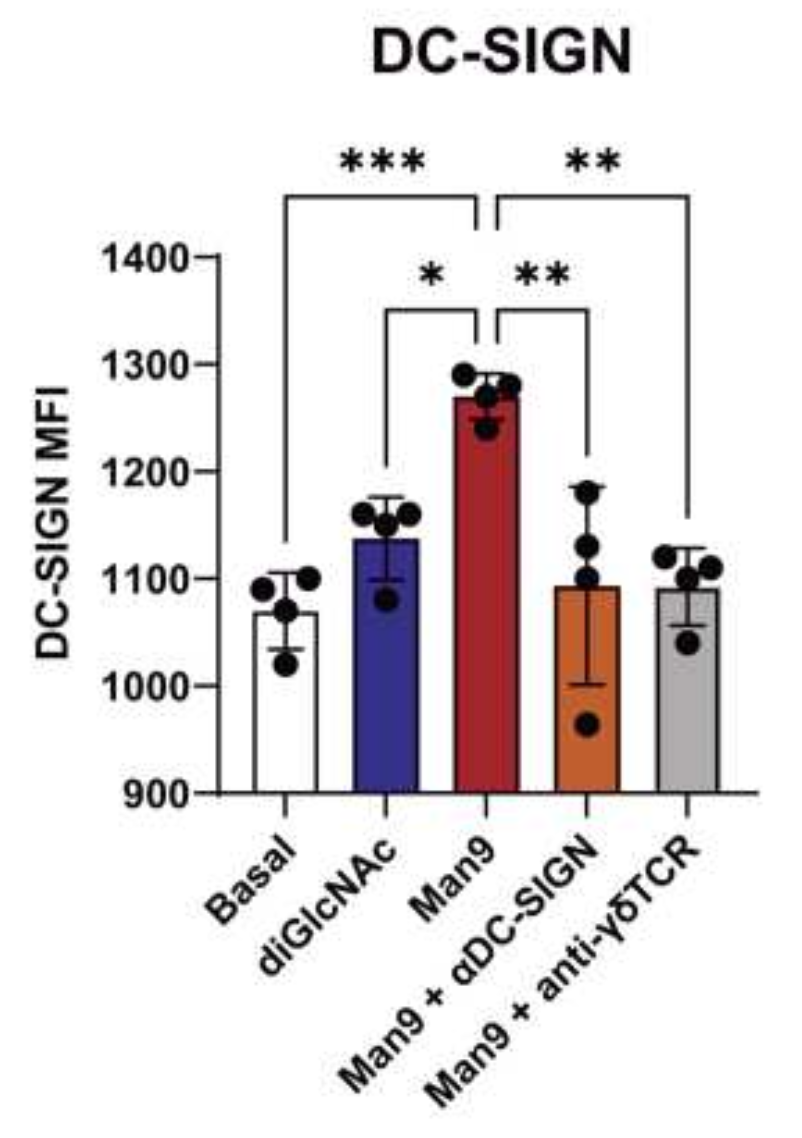 DC-SIGN
*** **
1400
* **
1300
1200
1100
1000
900
DC-SIGN MFI
Basal
diGlcNAc
Man9
Man9 + αDC-SIGN
Man9 + anti-γδTCR